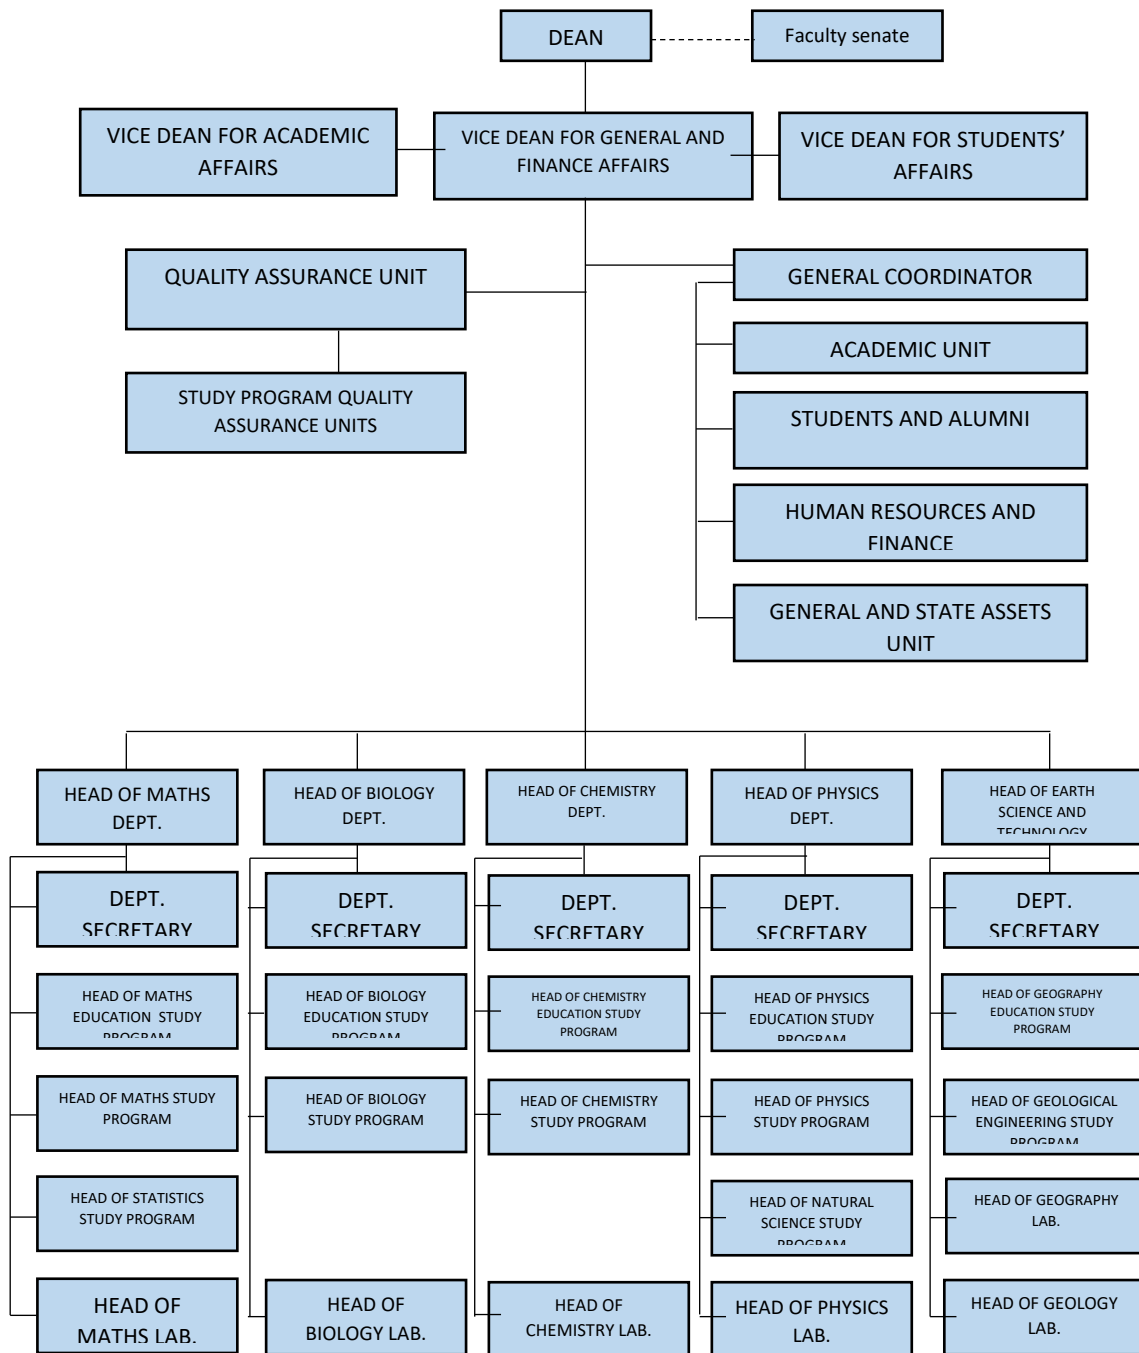 DEAN
Faculty senate
VICE DEAN FOR ACADEMIC
AFFAIRS
VICE DEAN FOR GENERAL AND
FINANCE AFFAIRS
VICE DEAN FOR STUDENTS’
AFFAIRS
QUALITY ASSURANCE UNIT
GENERAL COORDINATOR
ACADEMIC UNIT
STUDY PROGRAM QUALITY
ASSURANCE UNITS
STUDENTS AND ALUMNI
HUMAN RESOURCES AND
FINANCE
GENERAL AND STATE ASSETS
UNIT
HEAD OF MATHS
DEPT.
HEAD OF BIOLOGY
DEPT.
HEAD OF CHEMISTRY
DEPT.
HEAD OF PHYSICS
DEPT.
HEAD OF EARTH
SCIENCE AND
TECHNOLOGY
DEPT.
SECRETARY
DEPT.
SECRETARY
DEPT.
SECRETARY
DEPT.
SECRETARY
DEPT.
SECRETARY
HEAD OF MATHS
EDUCATION STUDY
PROGRAM
HEAD OF BIOLOGY
EDUCATION STUDY
PROGRAM
HEAD OF CHEMISTRY
EDUCATION STUDY
PROGRAM
HEAD OF PHYSICS
EDUCATION STUDY
PROGRAM
HEAD OF GEOGRAPHY
EDUCATION STUDY
PROGRAM
HEAD OF MATHS STUDY
PROGRAM
HEAD OF BIOLOGY
STUDY PROGRAM
HEAD OF CHEMISTRY
STUDY PROGRAM
HEAD OF PHYSICS
STUDY PROGRAM
HEAD OF GEOLOGICAL
ENGINEERING STUDY
PROGRAM
HEAD OF STATISTICS
STUDY PROGRAM
HEAD OF NATURAL
SCIENCE STUDY
PROGRAM
HEAD OF GEOGRAPHY
LAB.
HEAD OF
MATHS LAB.
HEAD OF
BIOLOGY LAB.
HEAD OF
CHEMISTRY LAB.
HEAD OF PHYSICS
LAB.
HEAD OF GEOLOGY
LAB.